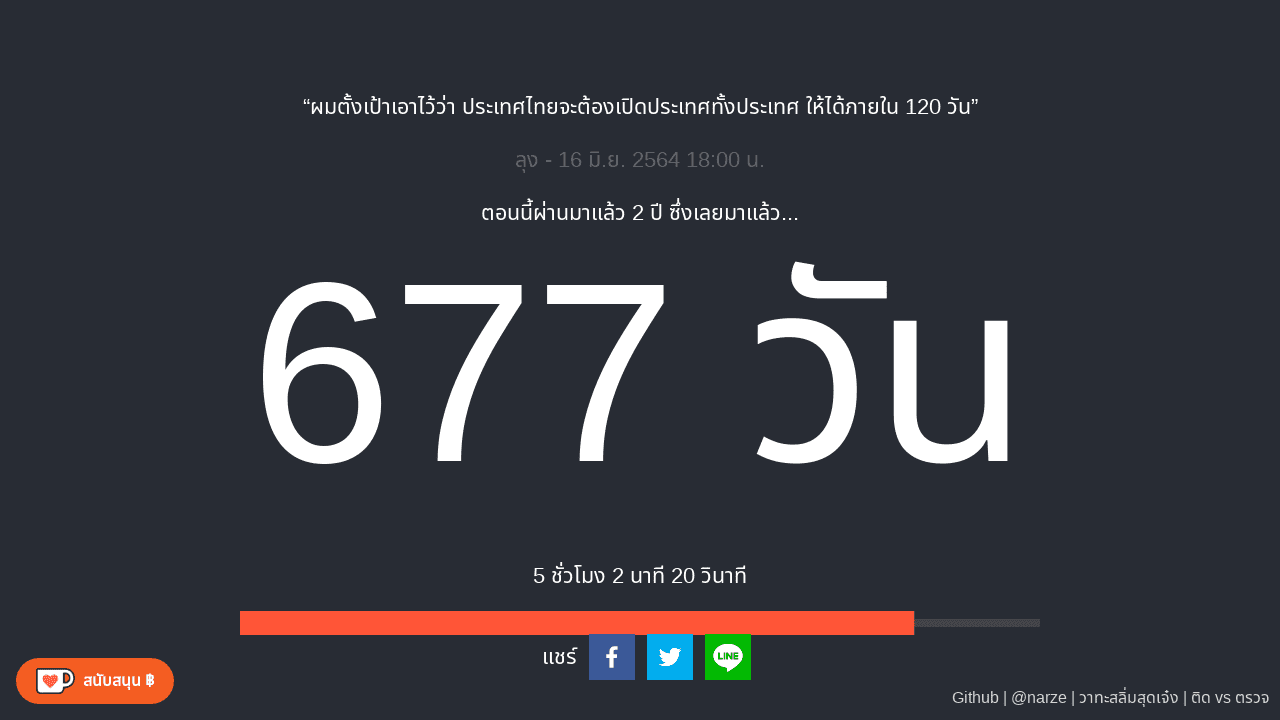 “ผมตั้งเป้าเอาไว้ว่า ประเทศไทยจะต้องเปิดประเทศทั้งประเทศ ให้ได้ภายใน 120 วัน”
ลุง - 16 มิ.ย. 2564 18:00 น.
ตอนนี้ผ่านมาแล้ว 2 ปี ซึ่งเลยมาแล้ว...
677 วัน
5 ชั่วโมง 2 นาที 20 วินาที
แชร์
LINE
สนับสนุน ฿
Github | @narze | วาทะสลิ่มสุดเจ๋ง | ติด vs ตรวจ